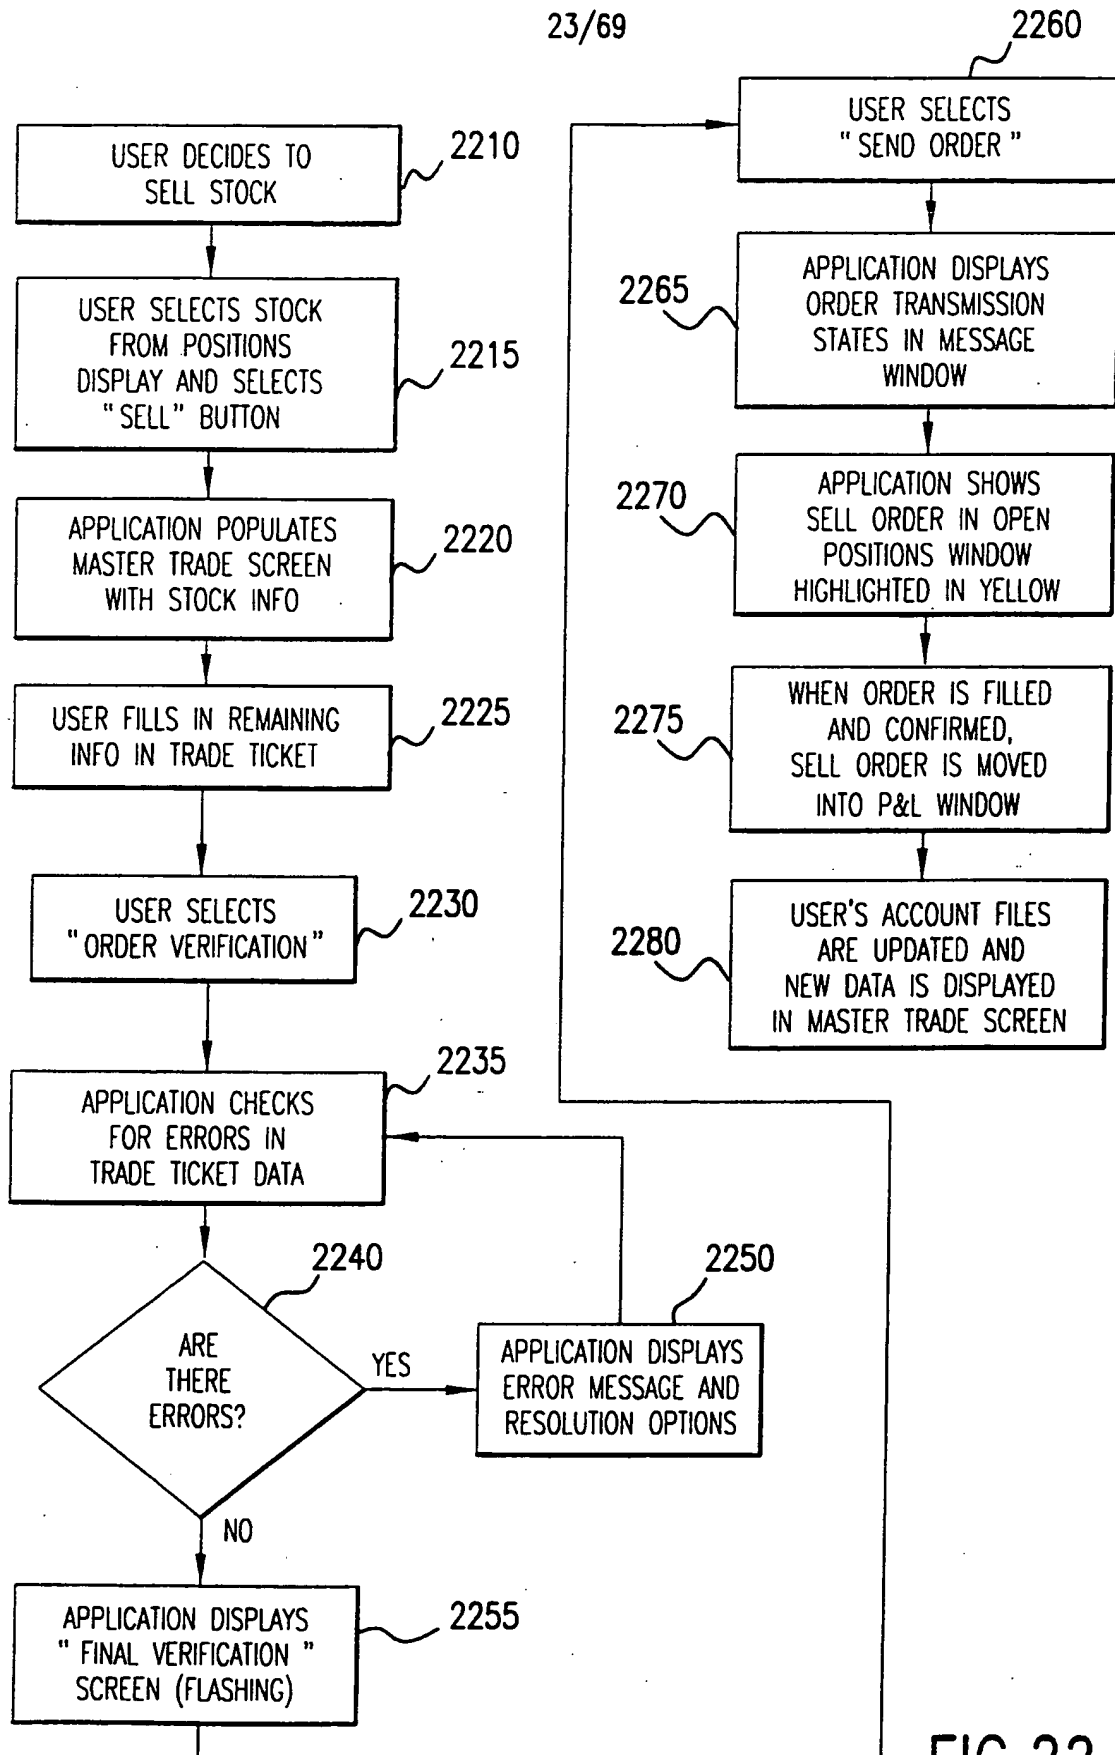 23/69
2210
USER DECIDES TO
SELL STOCK
2215
USER SELECTS STOCK
FROM POSITIONS
DISPLAY AND SELECTS
"SELL" BUTTON
2220
APPLICATION POPULATES
MASTER TRADE SCREEN
WITH STOCK INFO
2225
USER FILLS IN REMAINING
INFO IN TRADE TICKET
2230
USER SELECTS
"ORDER VERIFICATION"
2235
APPLICATION CHECKS
FOR ERRORS IN
TRADE TICKET DATA
2240
ARE
THERE
ERRORS?
YES
2250
APPLICATION DISPLAYS
ERROR MESSAGE AND
RESOLUTION OPTIONS
NO
2255
APPLICATION DISPLAYS
" FINAL VERIFICATION "
SCREEN (FLASHING)
2260
USER SELECTS
" SEND ORDER "
2265
APPLICATION DISPLAYS
ORDER TRANSMISSION
STATES IN MESSAGE
WINDOW
2270
APPLICATION SHOWS
SELL ORDER IN OPEN
POSITIONS WINDOW
HIGHLIGHTED IN YELLOW
2275
WHEN ORDER IS FILLED
AND CONFIRMED,
SELL ORDER IS MOVED
INTO P&L WINDOW
2280
USER'S ACCOUNT FILES
ARE UPDATED AND
NEW DATA IS DISPLAYED
IN MASTER TRADE SCREEN